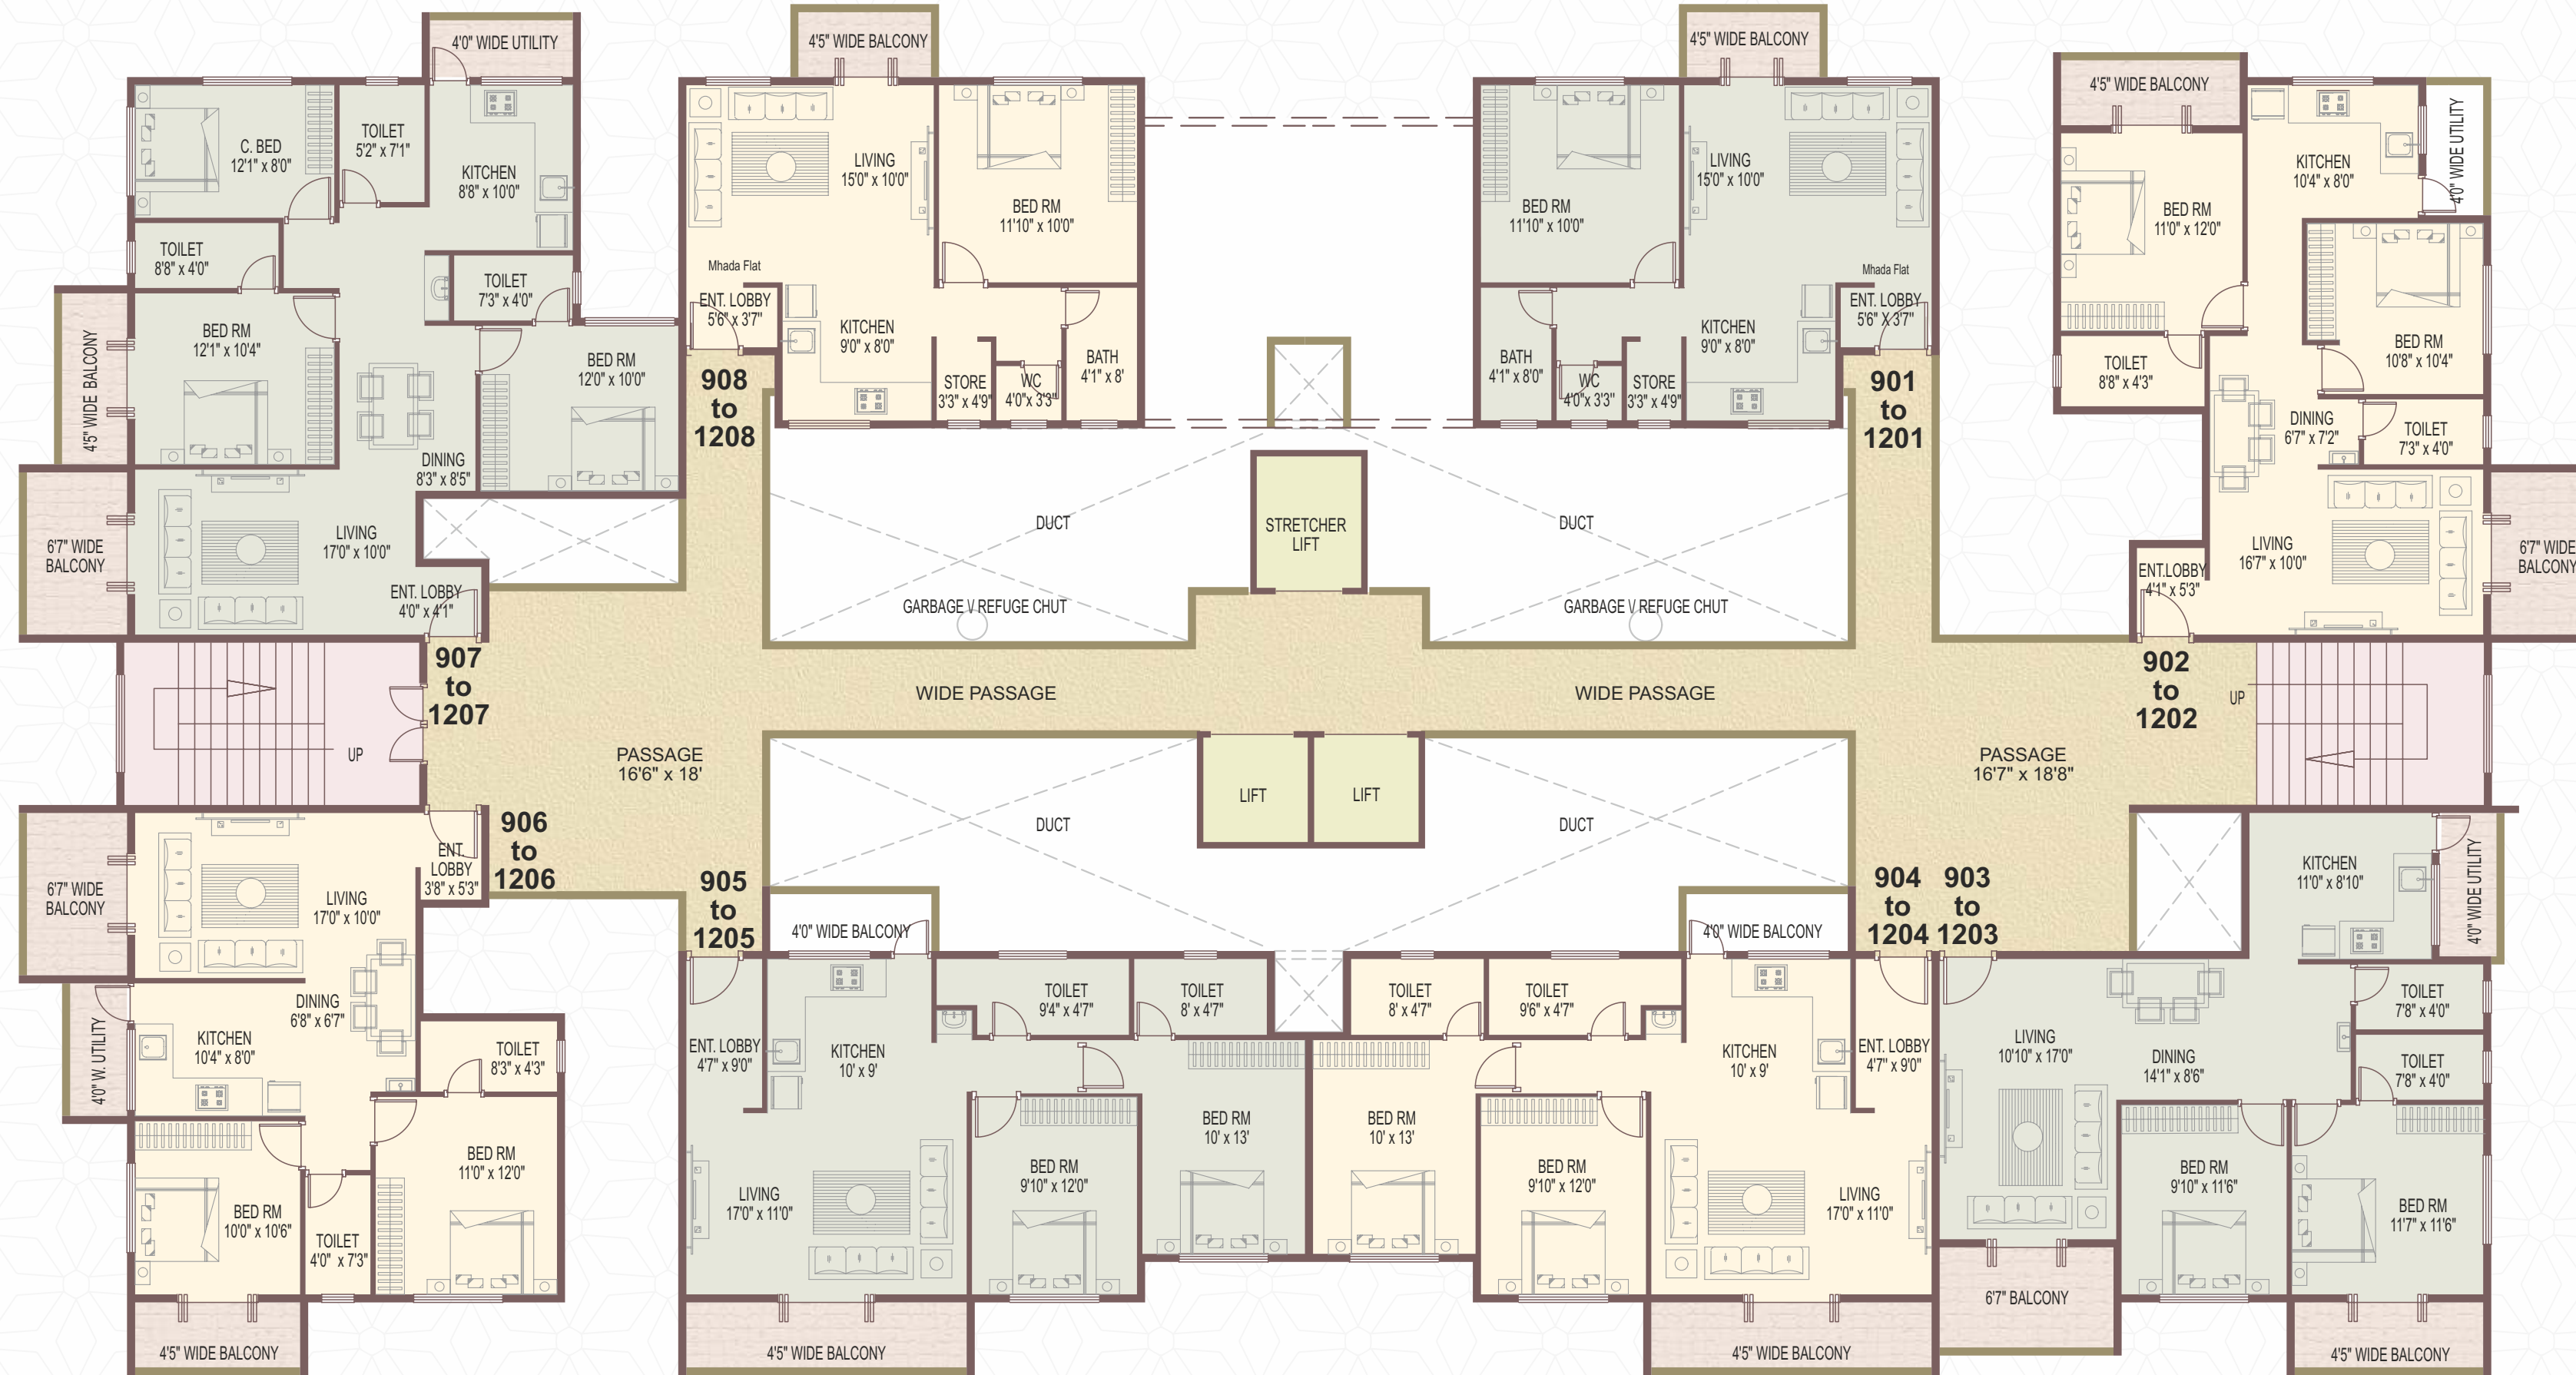 4'0" WIDE UTILITY
C. BED
12'1" x 8'0"
TOILET
5'2" x 7'1"
KITCHEN
8'8" x 10'0"
TOILET
8'8" x 4'0"
TOILET
7'3" x 4'0"
4'5" WIDE BALCONY
BED RM
12'1" x 10'4"
BED RM
12'0" x 10'0"
DINING
8'3" x 8'5"
6'7" WIDE
BALCONY
LIVING
17'0" x 10'0"
ENT. LOBBY
4'0" x 4'1"
907
to
1207
4'5" WIDE BALCONY
LIVING
15'0" x 10'0"
BED RM
11'10" x 10'0"
Mhada Flat
ENT. LOBBY
5'6" x 3'7"
KITCHEN
9'0" x 8'0"
STORE
3'3" x 4'9"
WC
4'0"x 3'3"
BATH
4'1" x 8'
908
to
1208
4'5" WIDE BALCONY
BED RM
11'10" x 10'0"
LIVING
15'0" x 10'0"
Mhada Flat
ENT. LOBBY
5'6" X 3'7"
BATH
4'1" x 8'0"
WC
4'0"x 3'3"
STORE
3'3" x 4'9"
KITCHEN
9'0" x 8'0"
901
to
1201
4'5" WIDE BALCONY
KITCHEN
10'4" x 8'0"
4'0" WIDE UTILITY
BED RM
11'0" x 12'0"
BED RM
10'8" x 10'4"
TOILET
8'8" x 4'3"
DINING
6'7" x 7'2"
TOILET
7'3" x 4'0"
LIVING
16'7" x 10'0"
6'7" WIDE
BALCONY
ENT.LOBBY
4'1" x 5'3"
902
to
1202
UP
DUCT
STRETCHER
LIFT
DUCT
GARBAGE \/ REFUGE CHUT
GARBAGE \/ REFUGE CHUT
WIDE PASSAGE
WIDE PASSAGE
UP
PASSAGE
16'6" x 18'
PASSAGE
16'7" x 18'8"
DUCT
LIFT
LIFT
DUCT
906
to
1206
ENT.
LOBBY
3'8" x 5'3"
6'7" WIDE
BALCONY
LIVING
17'0" x 10'0"
DINING
6'8" x 6'7"
4'0" W. UTILITY
KITCHEN
10'4" x 8'0"
TOILET
8'3" x 4'3"
BED RM
11'0" x 12'0"
BED RM
10'0" x 10'6"
TOILET
4'0" x 7'3"
4'5" WIDE BALCONY
905
to
1205
4'0" WIDE BALCONY
ENT. LOBBY
4'7" x 9'0"
KITCHEN
10' x 9'
TOILET
9'4" x 4'7"
TOILET
8' x 4'7"
BED RM
10' x 13'
BED RM
9'10" x 12'0"
LIVING
17'0" x 11'0"
4'5" WIDE BALCONY
904
to
1204
4'0" WIDE BALCONY
TOILET
8' x 4'7"
TOILET
9'6" x 4'7"
KITCHEN
10' x 9'
ENT. LOBBY
4'7" x 9'0"
BED RM
10' x 13'
BED RM
9'10" x 12'0"
LIVING
17'0" x 11'0"
4'5" WIDE BALCONY
903
to
1203
KITCHEN
11'0" x 8'10"
4'0" WIDE UTILITY
LIVING
10'10" x 17'0"
DINING
14'1" x 8'6"
TOILET
7'8" x 4'0"
TOILET
7'8" x 4'0"
BED RM
9'10" x 11'6"
BED RM
11'7" x 11'6"
6'7" BALCONY
4'5" WIDE BALCONY